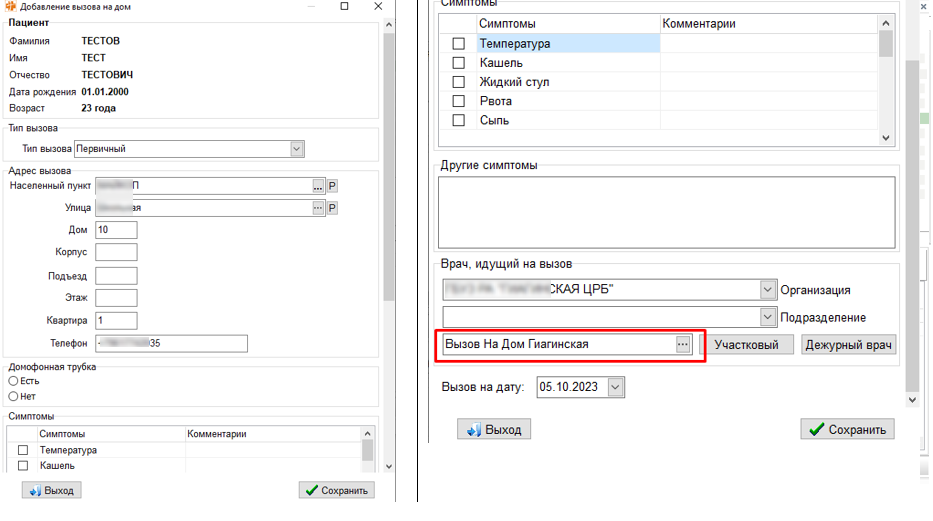 Добавление вызова на дом
Пациент
Фамилия ТЕСТОВ
Имя ТЕСТ
Отчество ТЕСТОВИЧ
Дата рождения 01.01.2000
Возраст 23 года
Тип вызова
Тип вызова Первичный
Адрес вызова
Населенный пункт П ... Р
Улица ая ... Р
Дом 10
Корпус
Подъезд
Этаж
Квартира 1
Телефон 35
Домофонная трубка
Есть
Нет
Симптомы
Симптомы Комментарии
Температура
Кашель
Выход Сохранить
Симптомы
Симптомы Комментарии
Температура
Кашель
Жидкий стул
Рвота
Сыпь
Другие симптомы
Врач, идущий на вызов
СКАЯ ЦРБ" Организация
Подразделение
Вызов На Дом Гиагинская ... Участковый Дежурный врач
Вызов на дату: 05.10.2023
Выход Сохранить